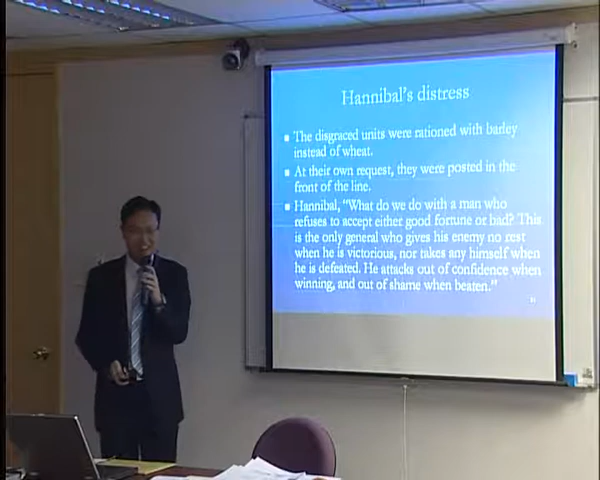 Hannibal's distress
The disgraced units were rationed with barley
instead of wheat.
At their own request, they were posted in the
front of the line.
Hannibal, "What do we do with a man who
refuses to accept either good fortune or bad? This
is the only general who gives his enemy no rest
when he is victorious, nor takes any himself when
he is defeated. He attacks out of confidence when
winning, and out of shame when beaten."